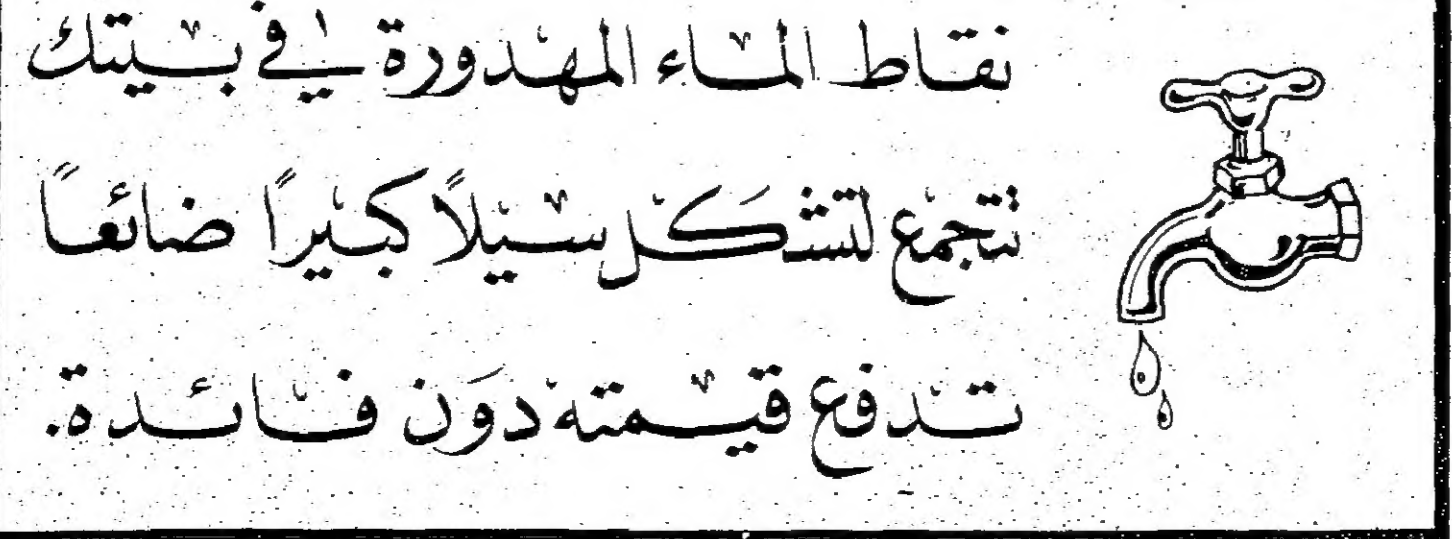 نقاط الماء المهدورة في بيتك
تتجمع لتشكل سيلاً كبيراً ضائعاً
تدفع قيمته دون فائدة.